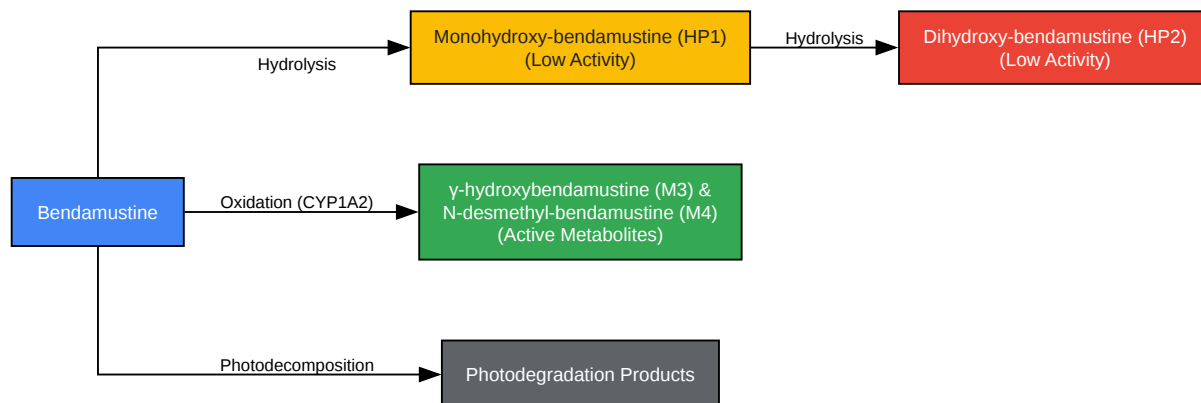 Monohydroxy-bendamustine (HP1)
(Low Activity)
Hydrolysis
Hydrolysis
Dihydroxy-bendamustine (HP2)
(Low Activity)
Bendamustine
Oxidation (CYP1A2)
γ-hydroxybendamustine (M3) &
N-desmethyl-bendamustine (M4)
(Active Metabolites)
Photodecomposition
Photodegradation Products